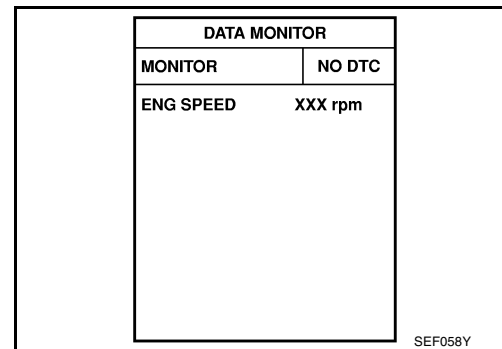 DATA MONITOR
MONITOR NO DTC
ENG SPEED XXX rpm
SEF058Y